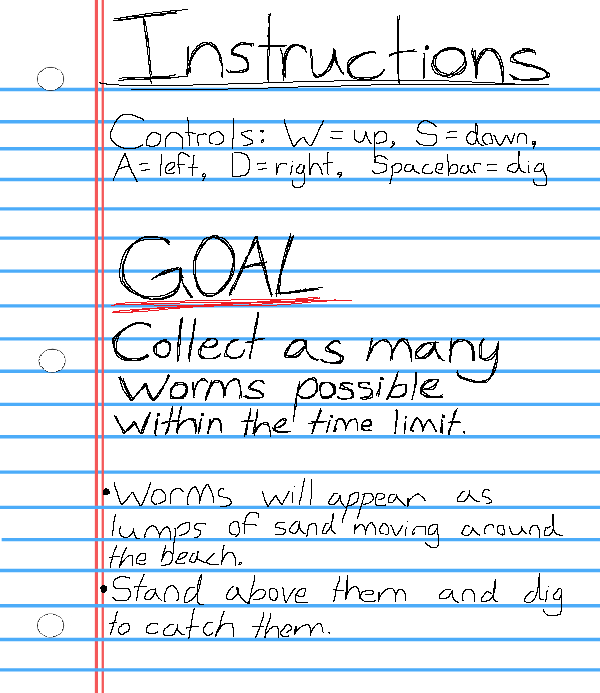 Instructions
Controls: W = up, S = down,
A = left, D = right, Spacebar = dig
GOAL
Collect as many
worms possible
within the time limit.
• Worms will appear as
lumps of sand moving around
the beach.
• Stand above them and dig
to catch them.